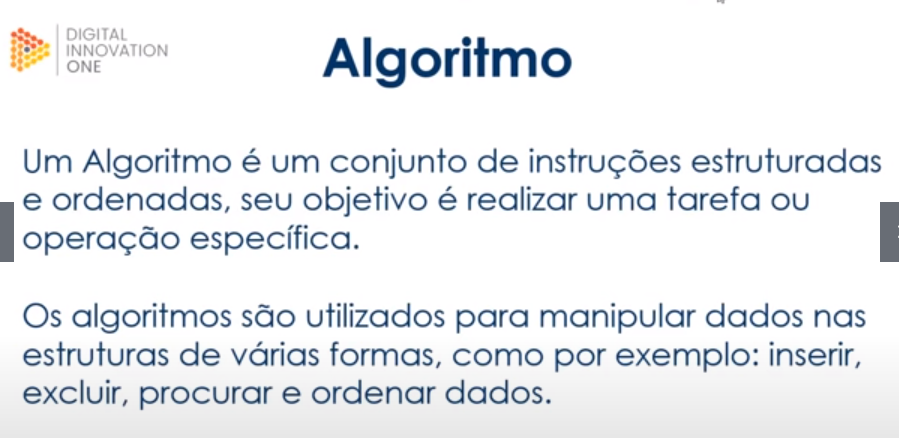 DIGITAL
INNOVATION
ONE
Algoritmo
Um Algoritmo é um conjunto de instruções estruturadas
e ordenadas, seu objetivo é realizar uma tarefa ou
operação específica.
Os algoritmos são utilizados para manipular dados nas
estruturas de várias formas, como por exemplo: inserir,
excluir, procurar e ordenar dados.